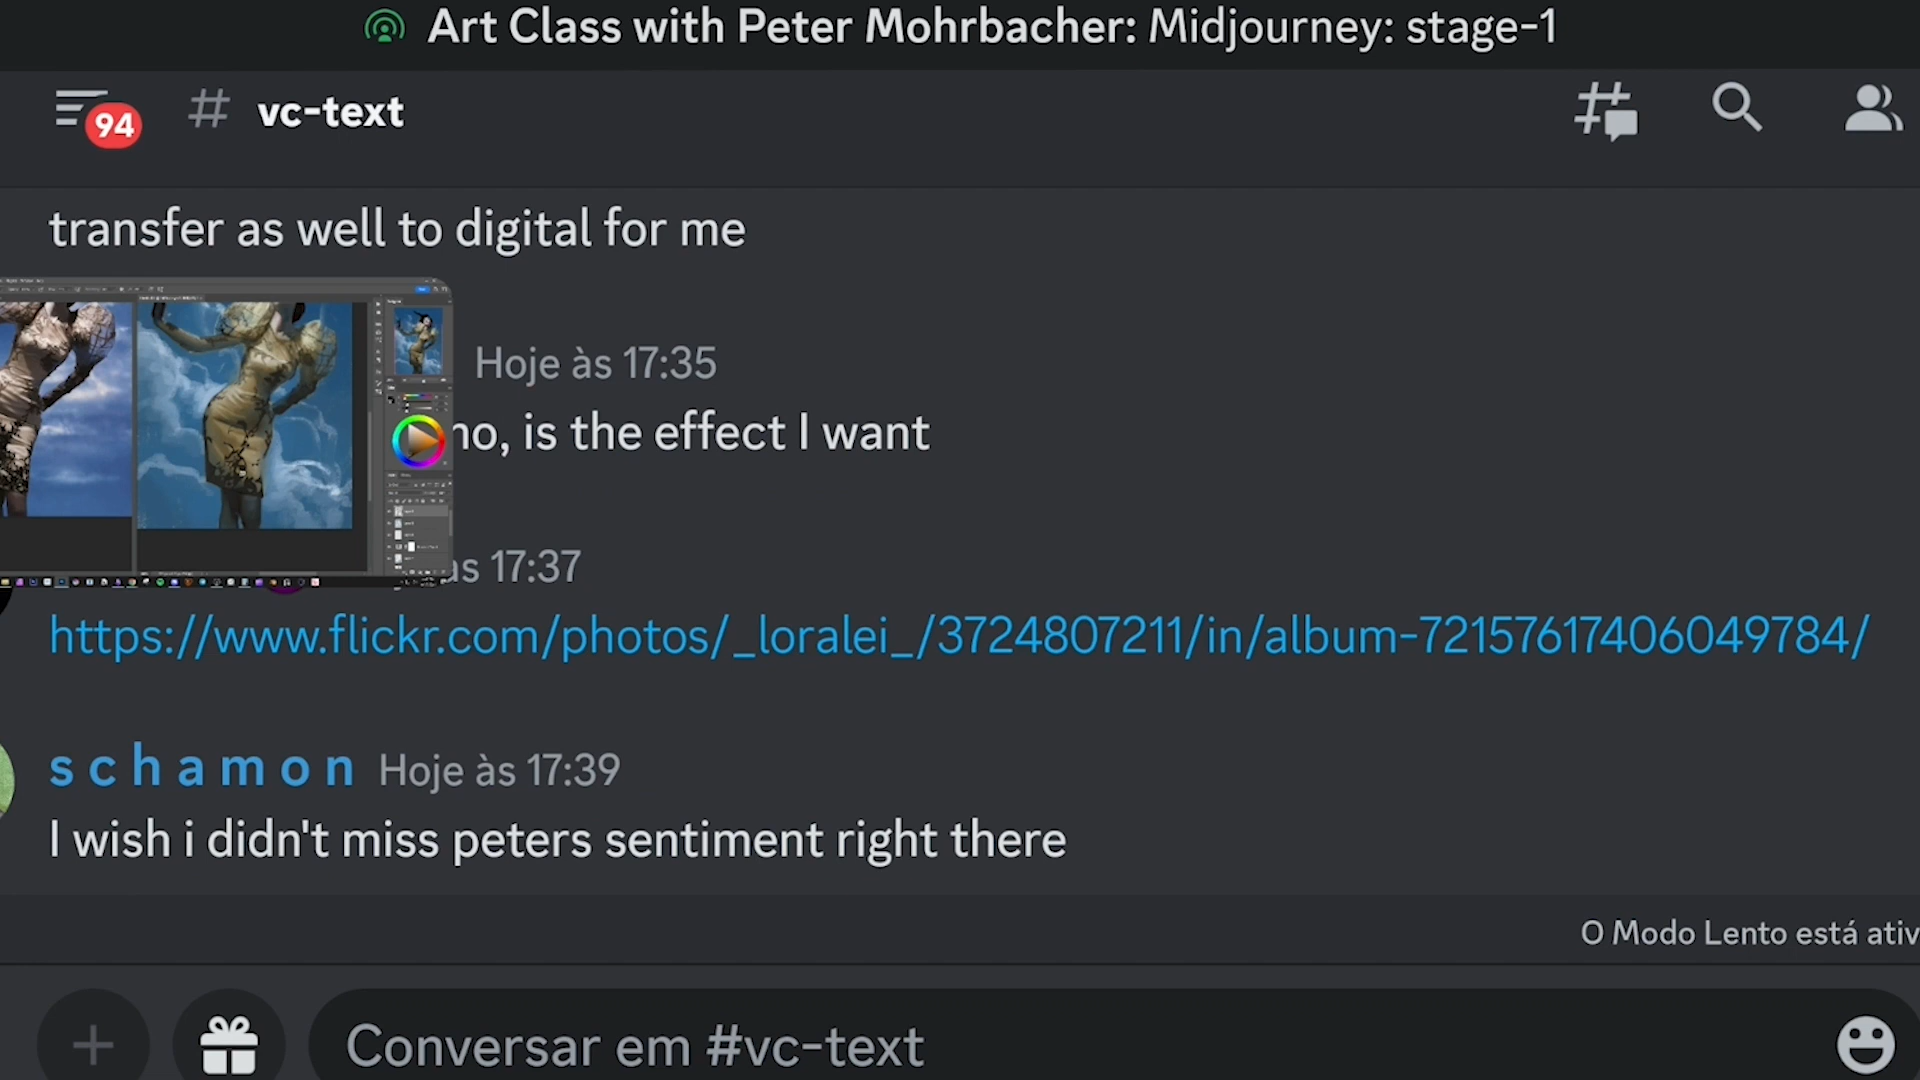 Art Class with Peter Mohrbacher: Midjourney: stage-1
94
# vc-text
transfer as well to digital for me
Hoje às 17:35
no, is the effect I want
às 17:37
https://www.flickr.com/photos/_loralei_/3724807211/in/album-72157617406049784/
s c h a m o n Hoje às 17:39
I wish i didn't miss peters sentiment right there
O Modo Lento está ativ
Conversar em #vc-text